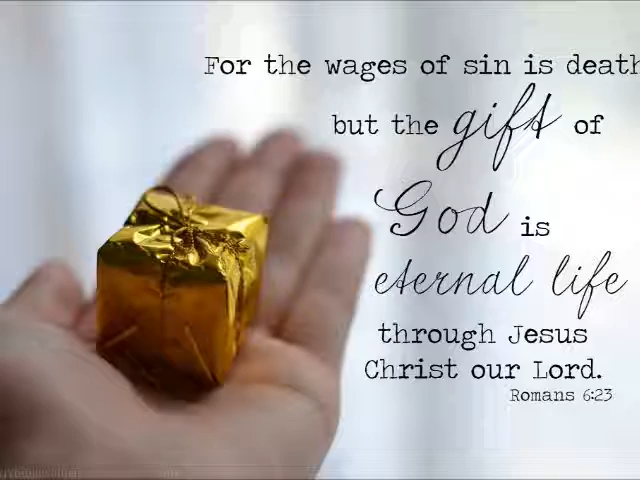 For the wages of sin is death
but the gift of
God is
eternal life
through Jesus
Christ our Lord.
Romans 6:23